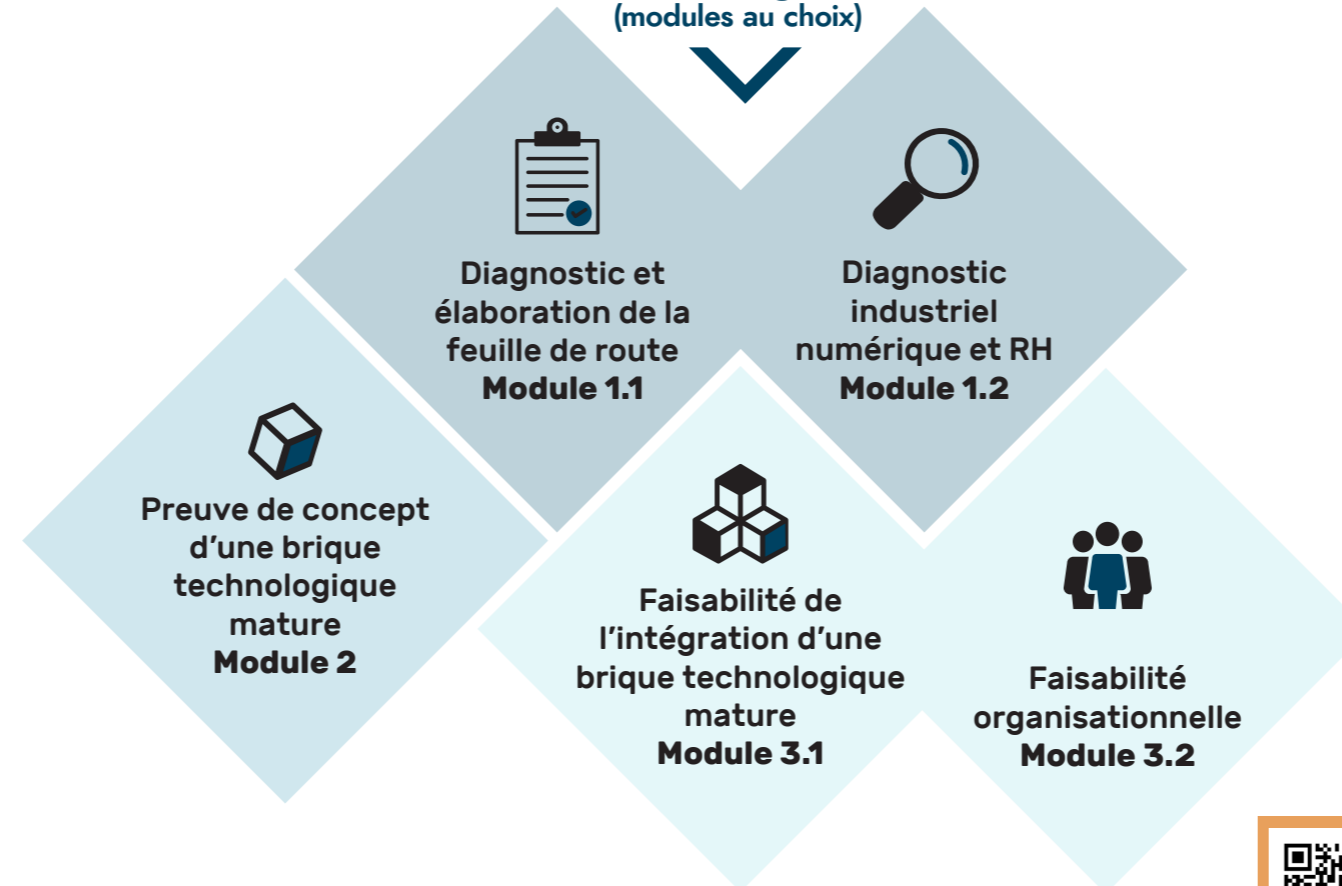 (modules au choix)
Diagnostic et
élaboration de la
feuille de route
Module 1.1
Diagnostic
industriel
numérique et RH
Module 1.2
Preuve de concept
d'une brique
technologique
mature
Module 2
Faisabilité de
l'intégration d'une
brique technologique
mature
Module 3.1
Faisabilité
organisationnelle
Module 3.2